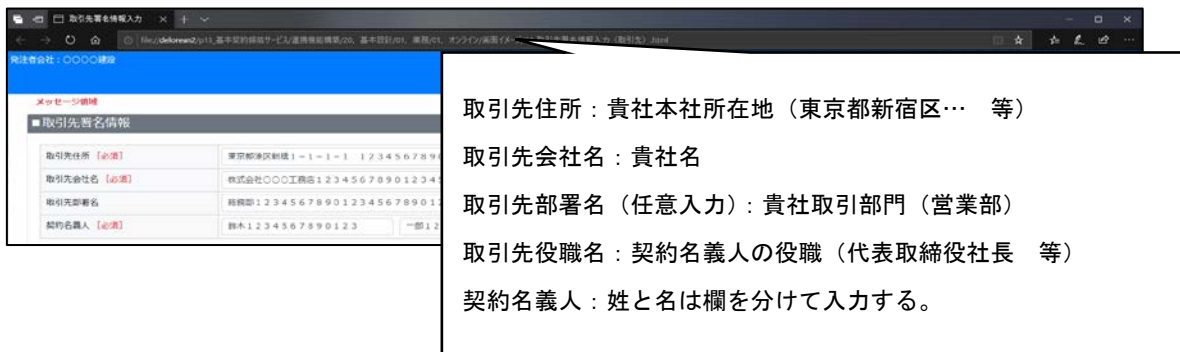 取引先署名情報入力
発注者会社：〇〇〇〇建設
メッセージ領域
■取引先署名情報
取引先住所［必須］
東京都港区新橋１－１－１－１　１２３４５６７８９０
取引先会社名［必須］
株式会社〇〇〇工務店１２３４５６７８９０１２３４５
取引先部署名
総務部１２３４５６７８９０１２３４５６７８９０１２
契約名義人［必須］
鈴木１２３４５６７８９０１２３
一郎１２
取引先住所：貴社本社所在地（東京都新宿区…　等）
取引先会社名：貴社名
取引先部署名（任意入力）：貴社取引部門（営業部）
取引先役職名：契約名義人の役職（代表取締役社長　等）
契約名義人：姓と名は欄を分けて入力する。